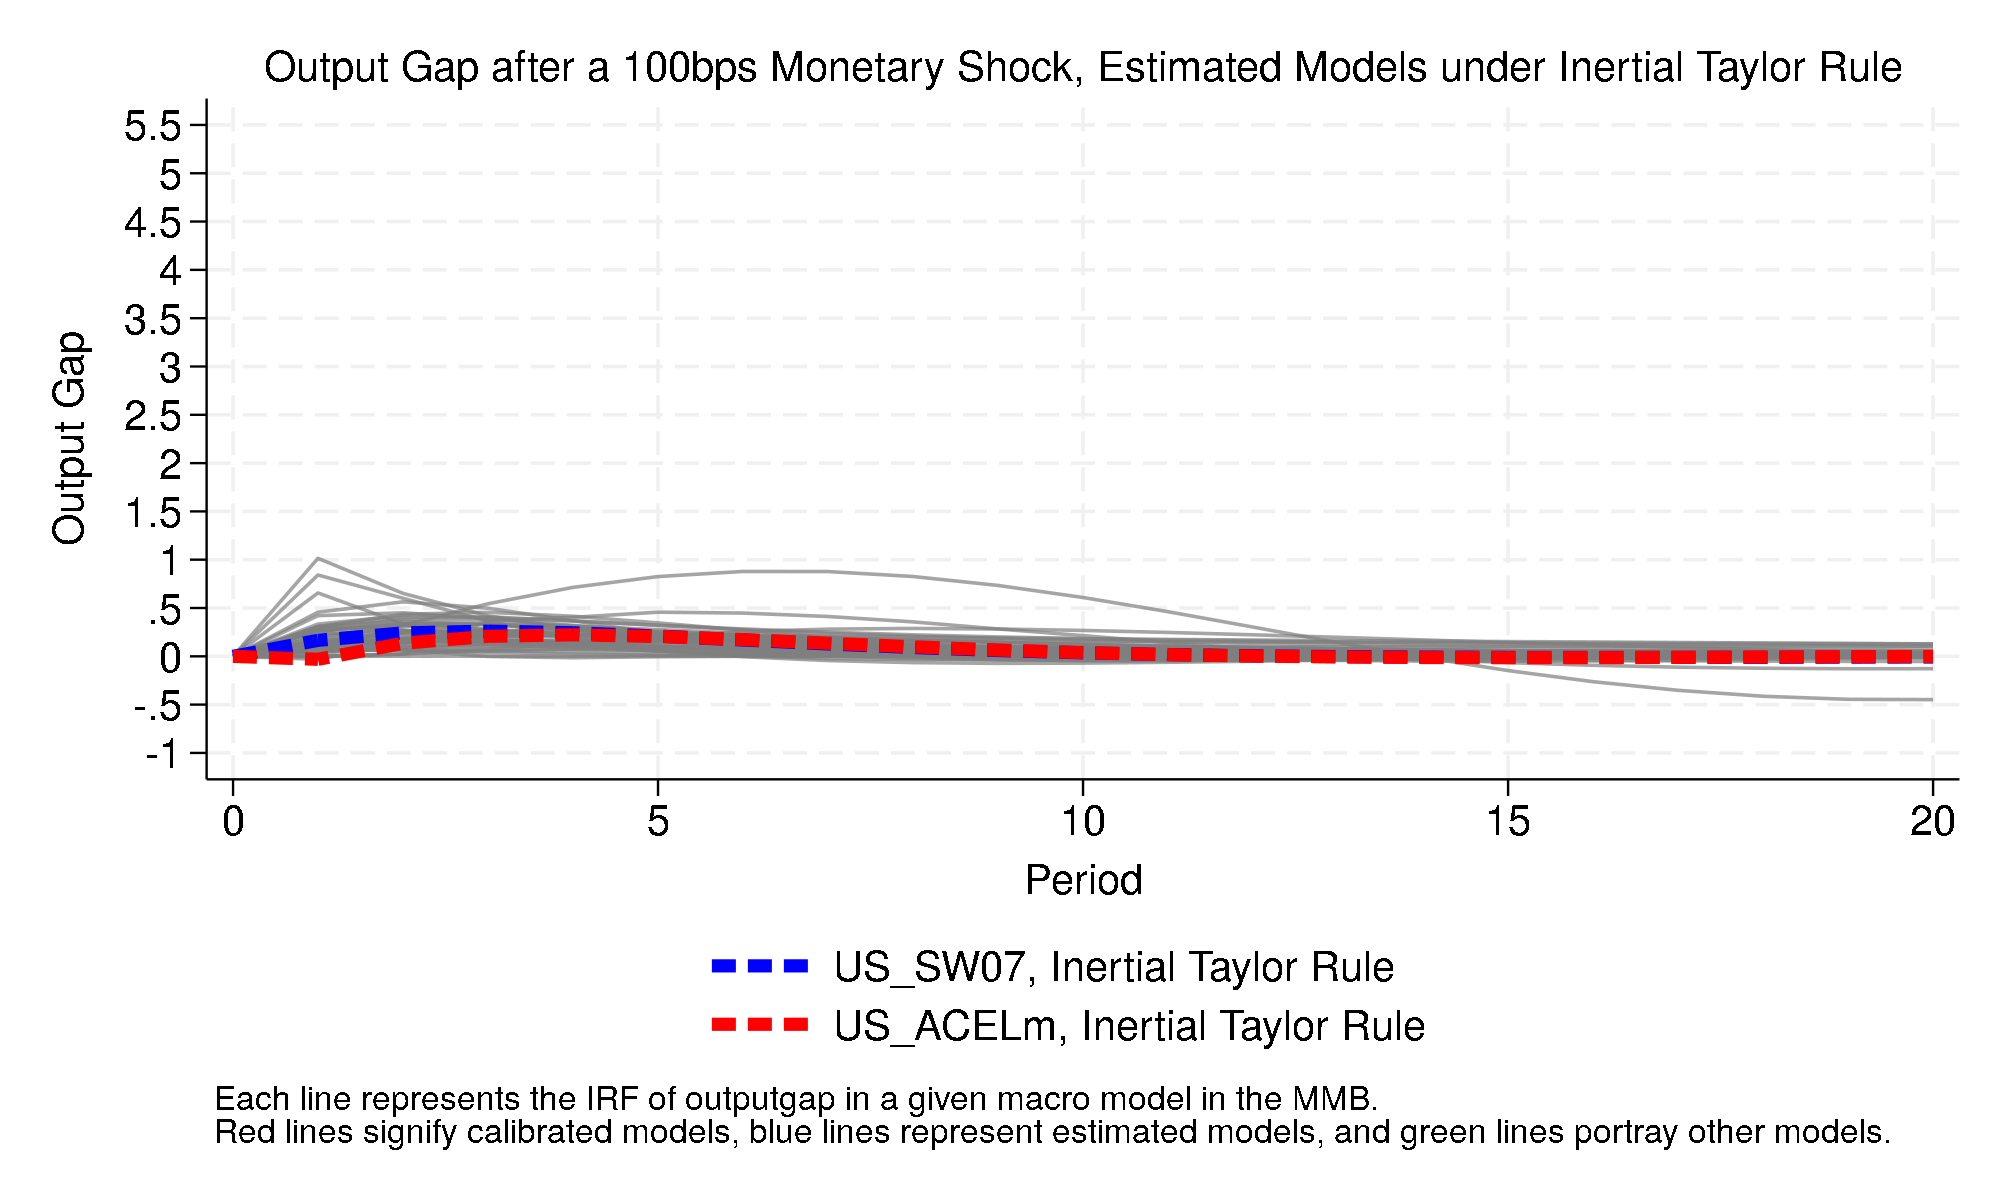 Output Gap after a 100bps Monetary Shock, Estimated Models under Inertial Taylor Rule
5.5
5
4.5
4
3.5
3
2.5
2
1.5
1
.5
0
-.5
-1
Output Gap
0 5 10 15 20
Period
US_SW07, Inertial Taylor Rule
US_ACELm, Inertial Taylor Rule
Each line represents the IRF of outputgap in a given macro model in the MMB.
Red lines signify calibrated models, blue lines represent estimated models, and green lines portray other models.